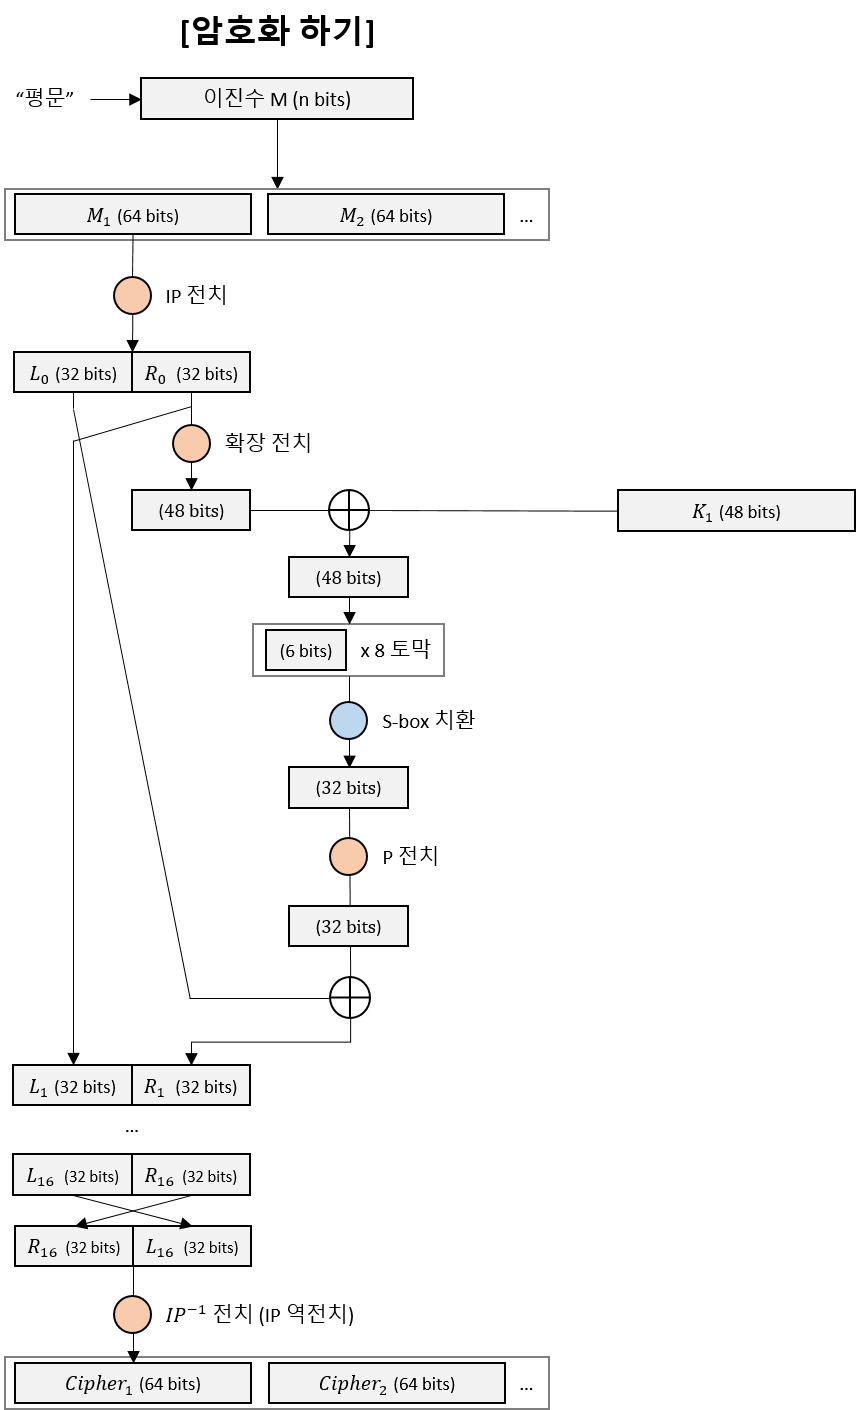 [암호화 하기]
“평문”
이진수 M (n bits)
M₁ (64 bits)
M₂ (64 bits)
...
IP 전치
L₀ (32 bits)
R₀ (32 bits)
확장 전치
(48 bits)
K₁ (48 bits)
(48 bits)
(6 bits)
x 8 토막
S-box 치환
(32 bits)
P 전치
(32 bits)
L₁ (32 bits)
R₁ (32 bits)
...
L₁₆ (32 bits)
R₁₆ (32 bits)
R₁₆ (32 bits)
L₁₆ (32 bits)
IP⁻¹ 전치 (IP 역전치)
Cipher₁ (64 bits)
Cipher₂ (64 bits)
...